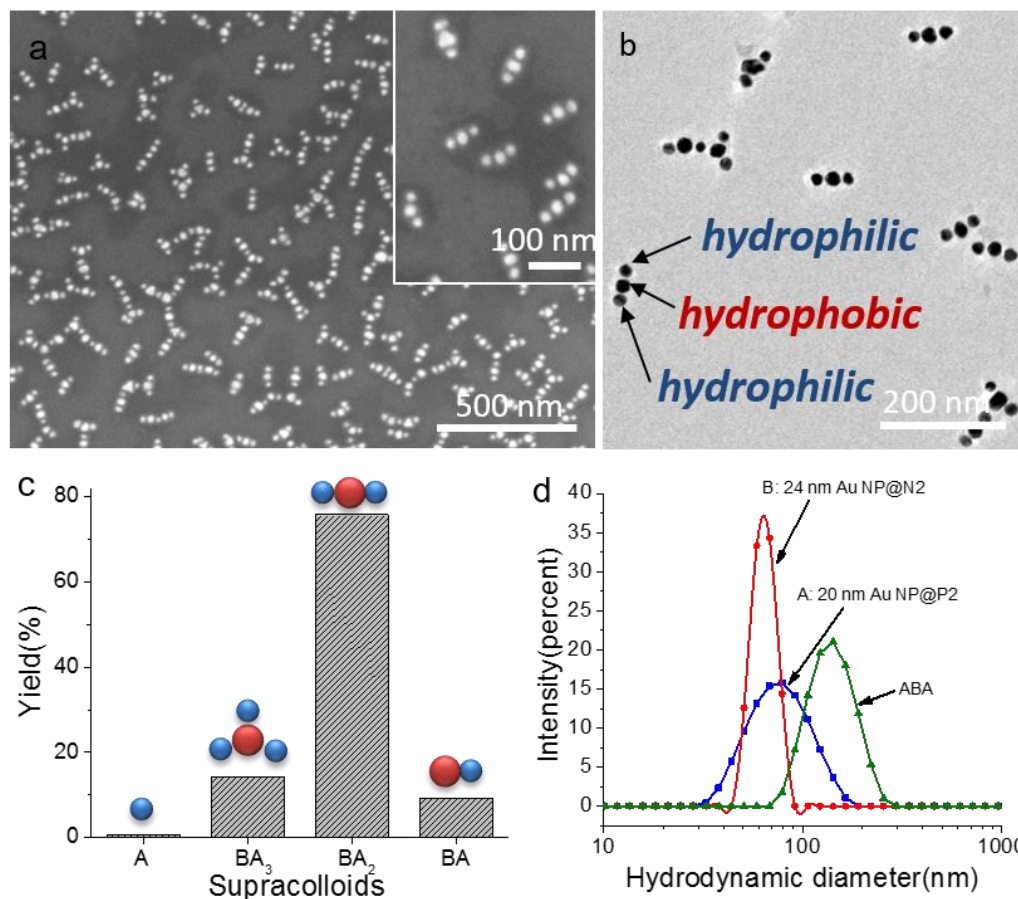 a
100 nm
500 nm
b
hydrophilic
hydrophobic
hydrophilic
200 nm
c
80
60
40
20
0
Yield(%)
A
BA₃
BA₂
BA
Supracolloids
d
40
35
30
25
20
15
10
5
0
Intensity(percent)
B: 24 nm Au NP@N2
A: 20 nm Au NP@P2
ABA
10
100
1000
Hydrodynamic diameter(nm)